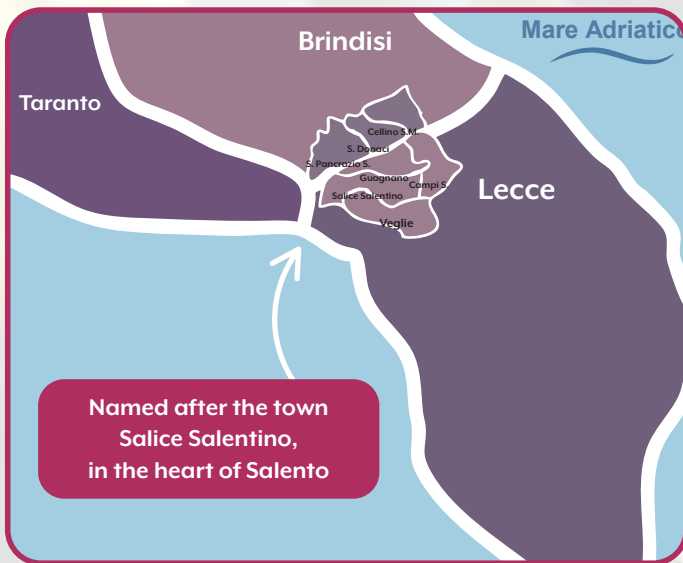 Mare Adriatico
Brindisi
Taranto
Cellino S.M.
S. Donaci
S. Pancrazio S.
Guagnano
Campi S.
Lecce
Salice Salentino
Veglie
Named after the town
Salice Salentino,
in the heart of Salento